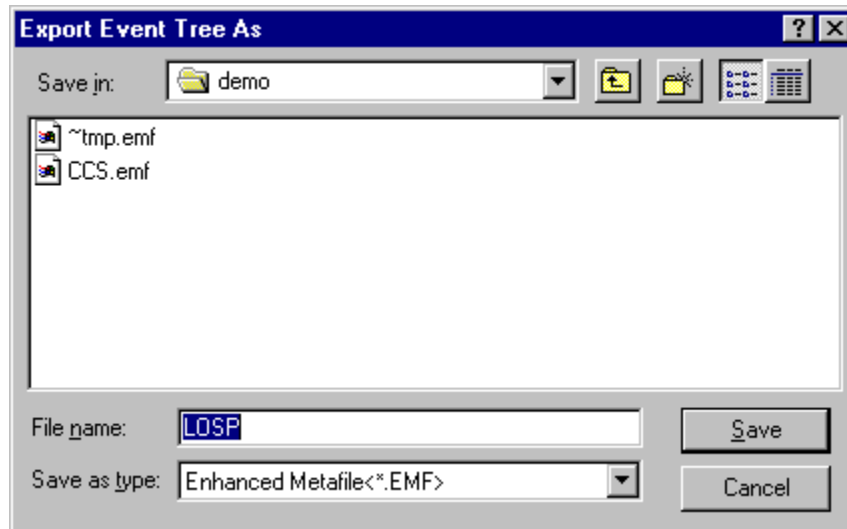 Export Event Tree As
Save in: demo
~tmp.emf
CCS.emf
File name: LOSP Save
Save as type: Enhanced Metafile<*.EMF> Cancel